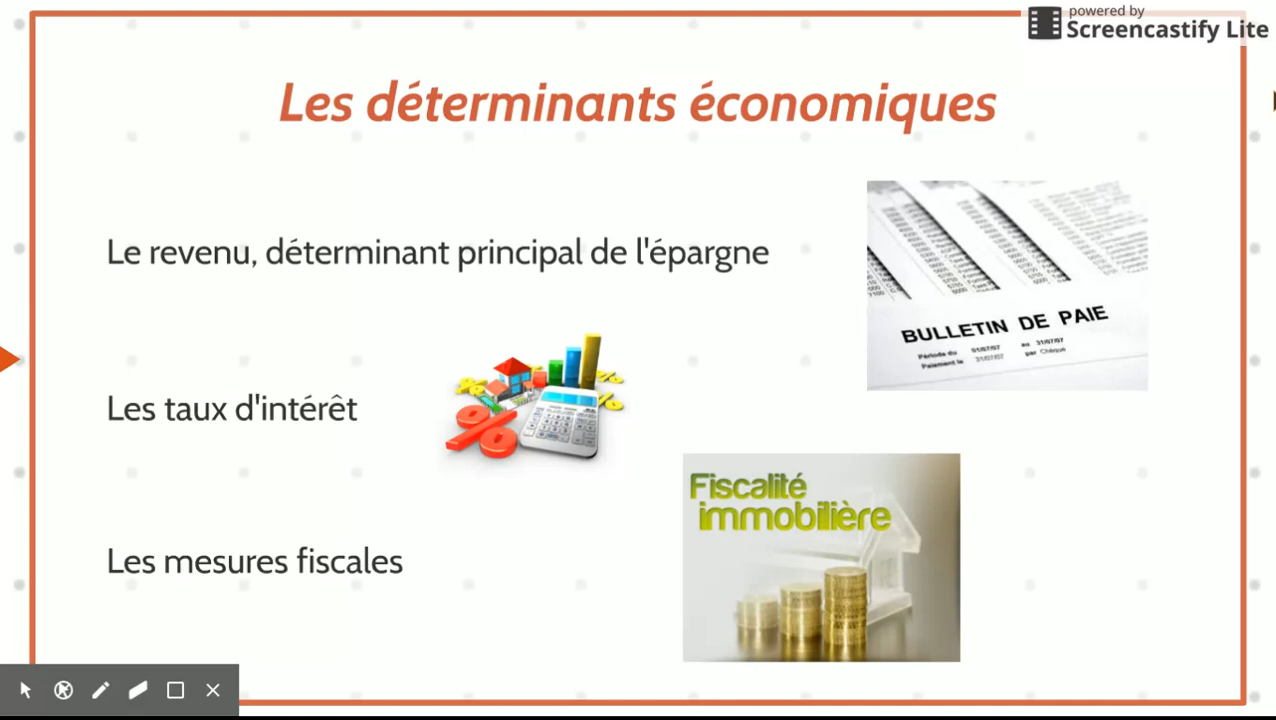 powered by
Screencastify Lite
Les déterminants économiques
Le revenu, déterminant principal de l'épargne
BULLETIN DE PAIE
Période du 01/07/07 au 31/07/07
Paiement le 31/07/07 par Chèque
Les taux d'intérêt
%
Fiscalité
immobilière
Les mesures fiscales